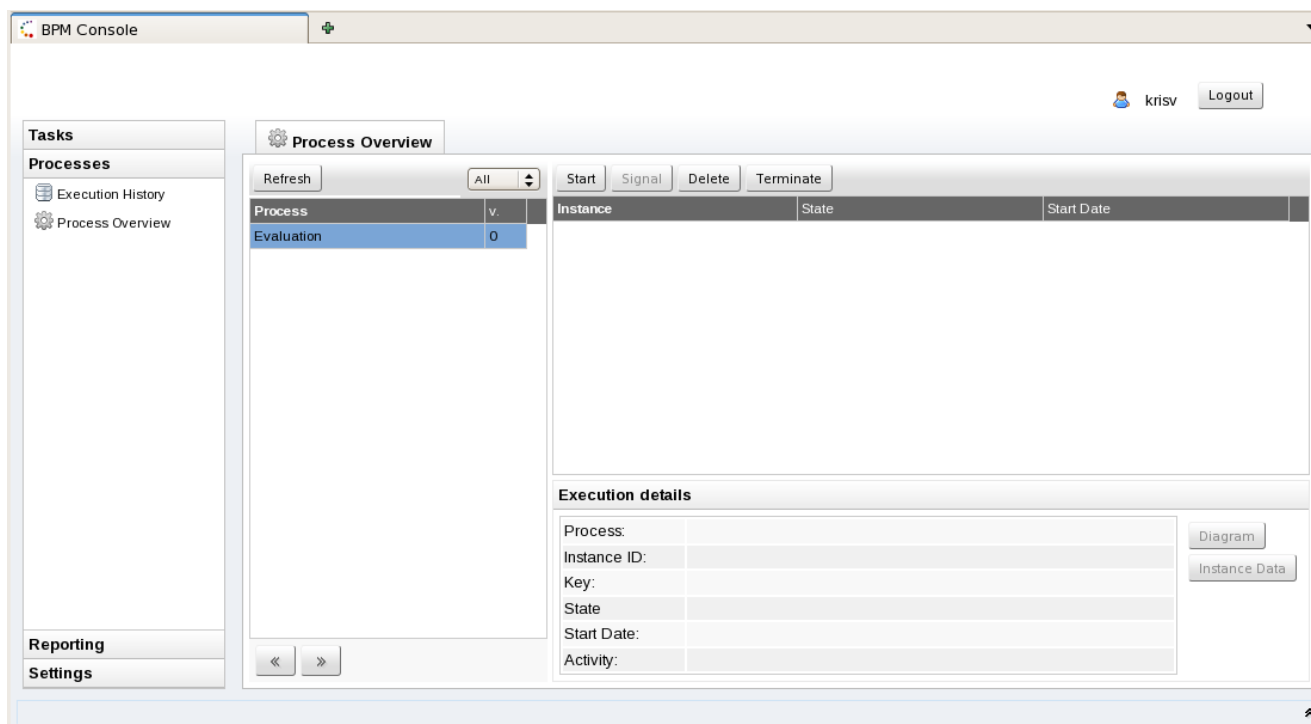 BPM Console
krisv Logout
Tasks
Processes
Execution History
Process Overview
Reporting
Settings
Process Overview
Refresh All
Process v.
Evaluation 0
« »
Start Signal Delete Terminate
Instance State Start Date
Execution details
Process:
Instance ID:
Key:
State
Start Date:
Activity:
Diagram
Instance Data